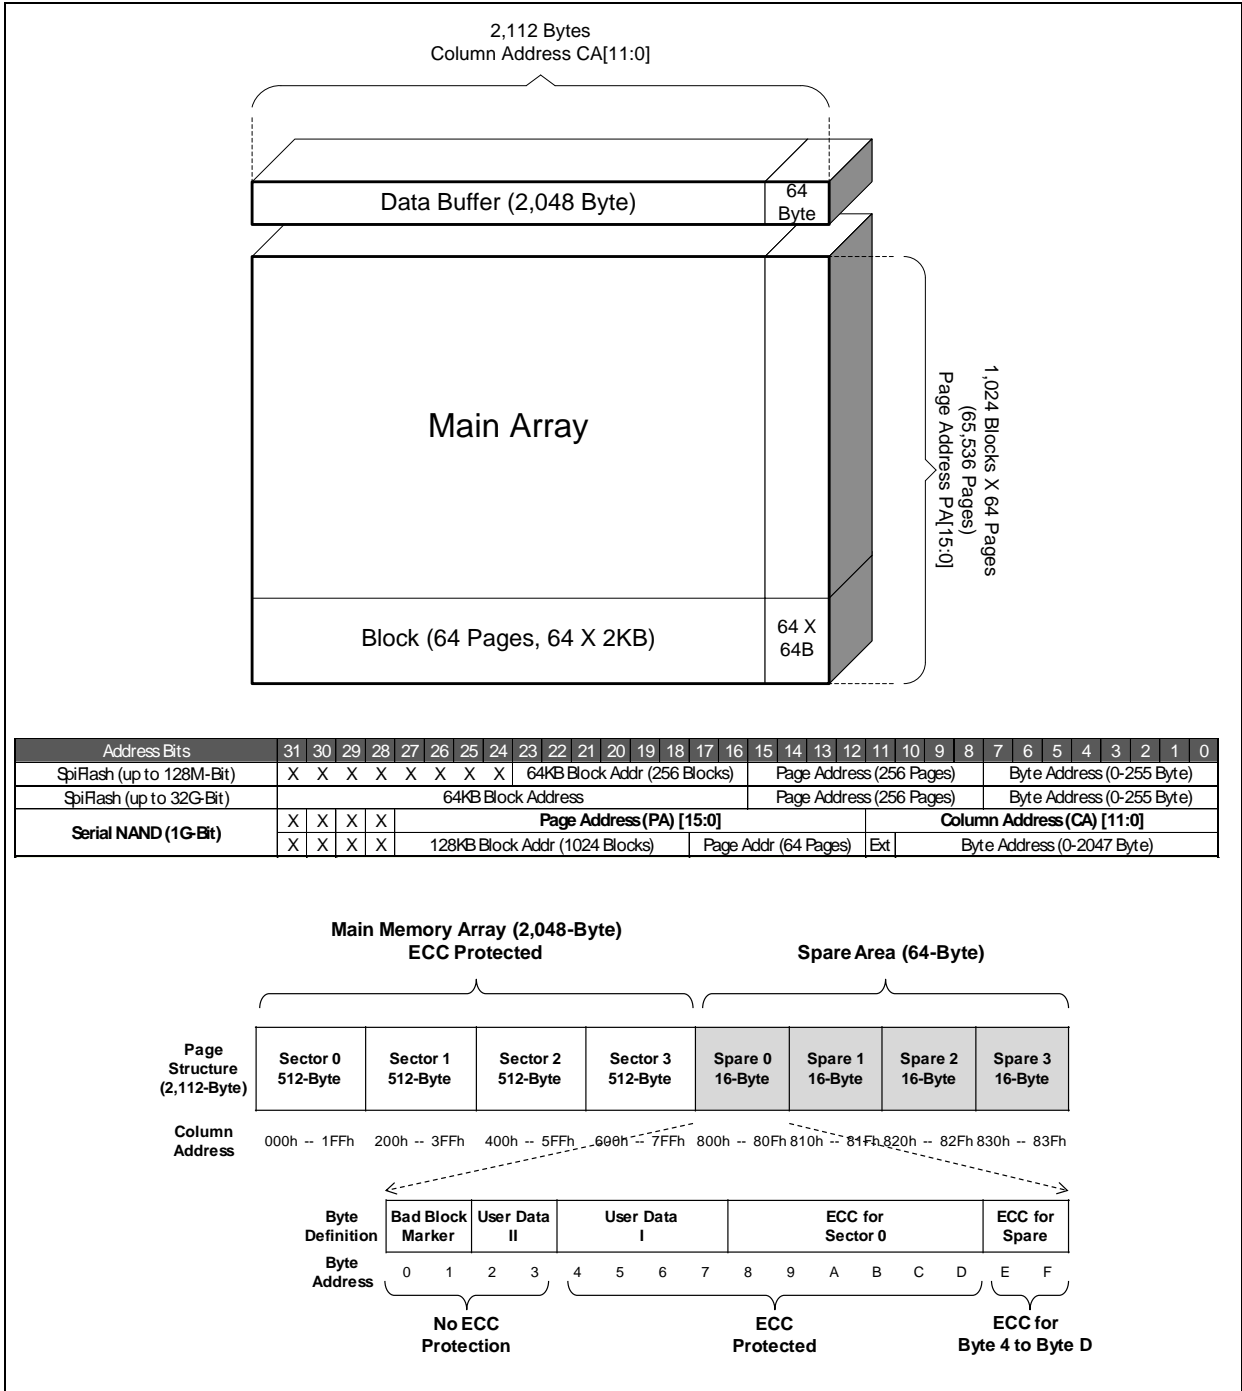 2,112 Bytes
Column Address CA[11:0]
Data Buffer (2,048 Byte)
64
Byte
Main Array
1,024 Blocks X 64 Pages
(65,536 Pages)
Page Address PA[15:0]
Block (64 Pages, 64 X 2KB)
64 X
64B
Address Bits 31 30 29 28 27 26 25 24 23 22 21 20 19 18 17 16 15 14 13 12 11 10 9 8 7 6 5 4 3 2 1 0
SpiFlash (up to 128M-Bit) X X X X X X X X 64KB Block Addr (256 Blocks) Page Address (256 Pages) Byte Address (0-255 Byte)
SpiFlash (up to 32G-Bit) 64KB Block Address Page Address (256 Pages) Byte Address (0-255 Byte)
Serial NAND (1G-Bit) X X X X Page Address (PA) [15:0] Column Address (CA) [11:0]
X X X X 128KB Block Addr (1024 Blocks) Page Addr (64 Pages) Ext Byte Address (0-2047 Byte)
Main Memory Array (2,048-Byte)
ECC Protected
Spare Area (64-Byte)
Page
Structure
(2,112-Byte)
Sector 0
512-Byte
Sector 1
512-Byte
Sector 2
512-Byte
Sector 3
512-Byte
Spare 0
16-Byte
Spare 1
16-Byte
Spare 2
16-Byte
Spare 3
16-Byte
Column
Address
000h -- 1FFh 200h -- 3FFh 400h -- 5FFh 600h -- 7FFh 800h -- 80Fh 810h -- 81Fh 820h -- 82Fh 830h -- 83Fh
Byte
Definition
Bad Block
Marker
User Data
II
User Data
I
ECC for
Sector 0
ECC for
Spare
Byte
Address
0 1 2 3 4 5 6 7 8 9 A B C D E F
No ECC
Protection
ECC
Protected
ECC for
Byte 4 to Byte D